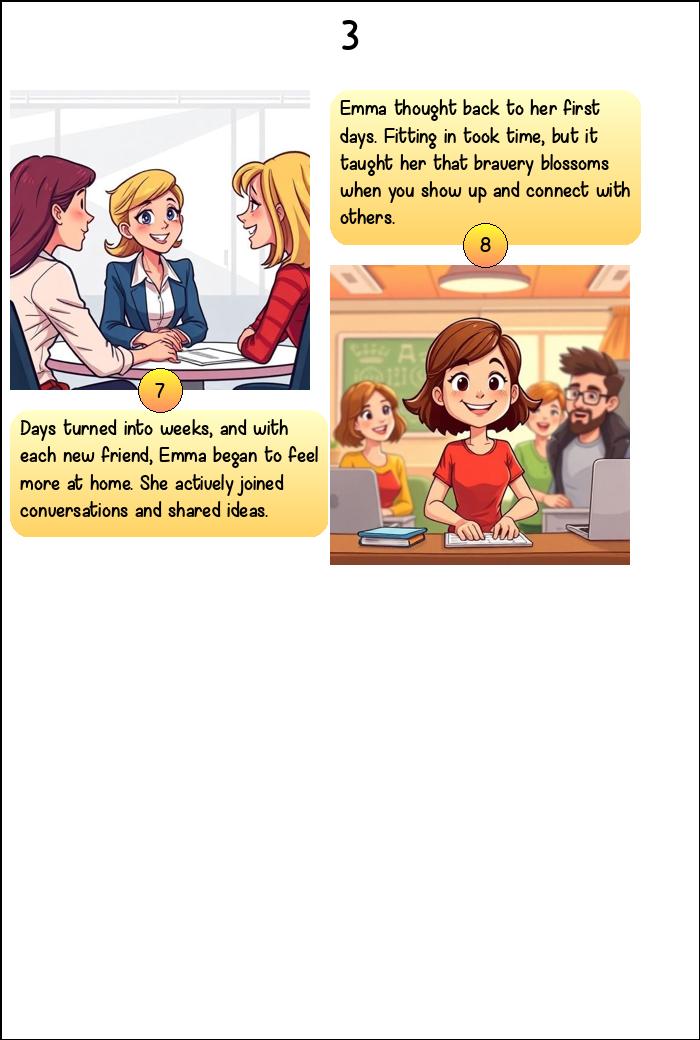 3
7
Days turned into weeks, and with
each new friend, Emma began to feel
more at home. She actively joined
conversations and shared ideas.
Emma thought back to her first
days. Fitting in took time, but it
taught her that bravery blossoms
when you show up and connect with
others.
8